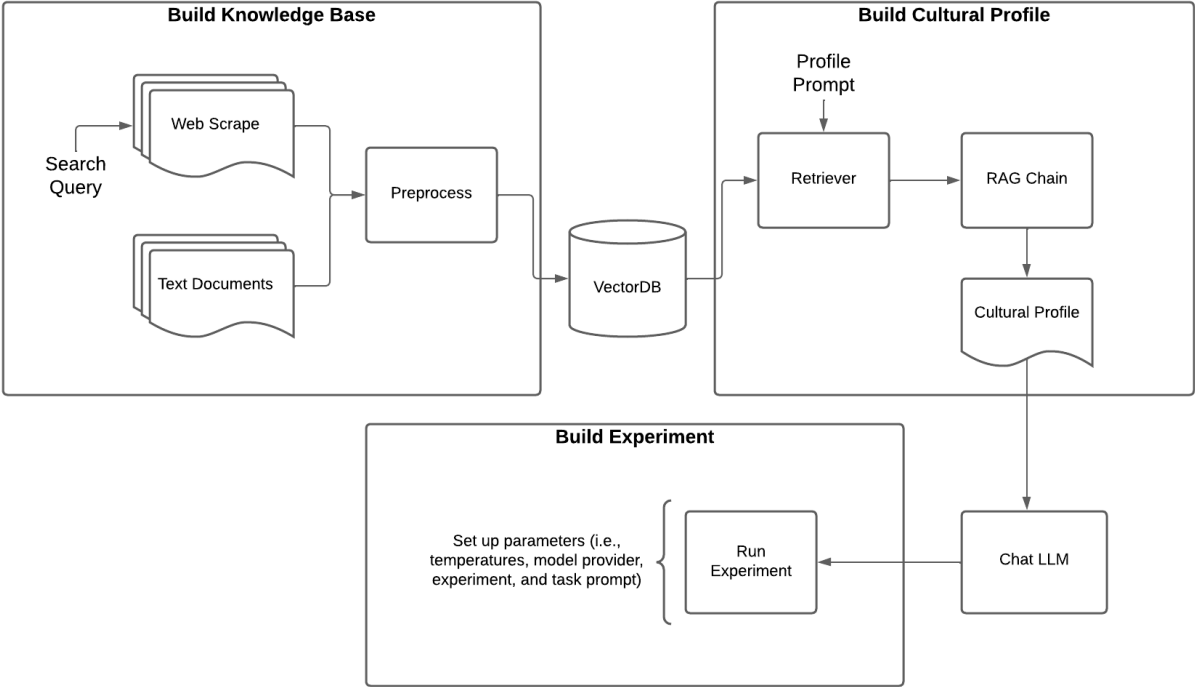 Build Knowledge Base
Web Scrape
Search
Query
Text Documents
Preprocess
VectorDB
Build Cultural Profile
Profile
Prompt
Retriever
RAG Chain
Cultural Profile
Build Experiment
Set up parameters (i.e.,
temperatures, model provider,
experiment, and task prompt)
Run
Experiment
Chat LLM